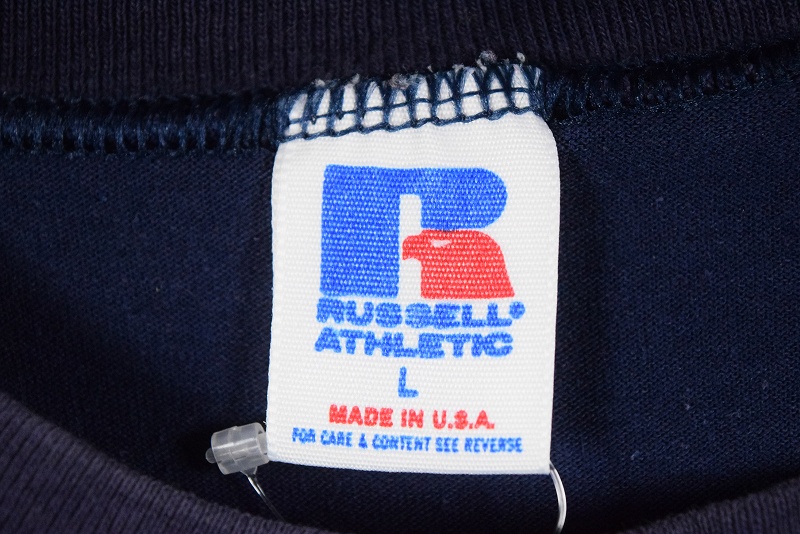 RUSSELL®
ATHLETIC
L
MADE IN U.S.A.
FOR CARE & CONTENT SEE REVERSE